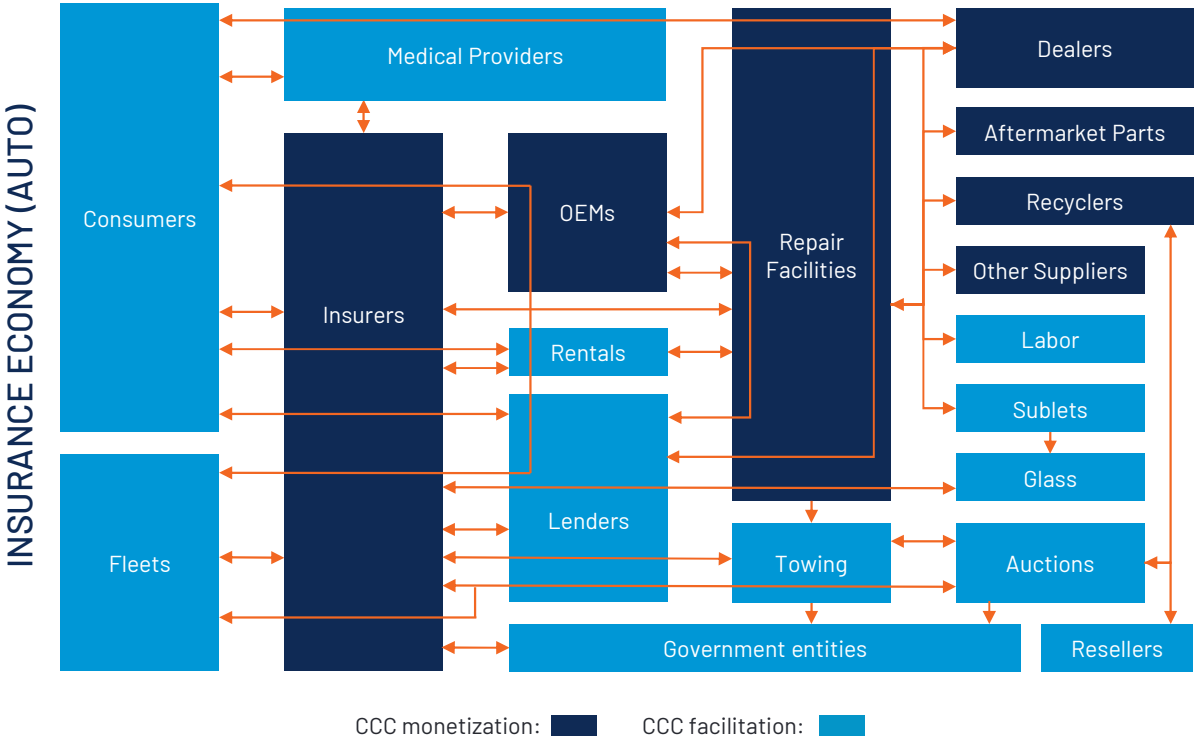 INSURANCE ECONOMY (AUTO)
Consumers
Fleets
Medical Providers
Insurers
OEMs
Rentals
Lenders
Repair
Facilities
Towing
Government entities
Dealers
Aftermarket Parts
Recyclers
Other Suppliers
Labor
Sublets
Glass
Auctions
Resellers
CCC monetization:
CCC facilitation: